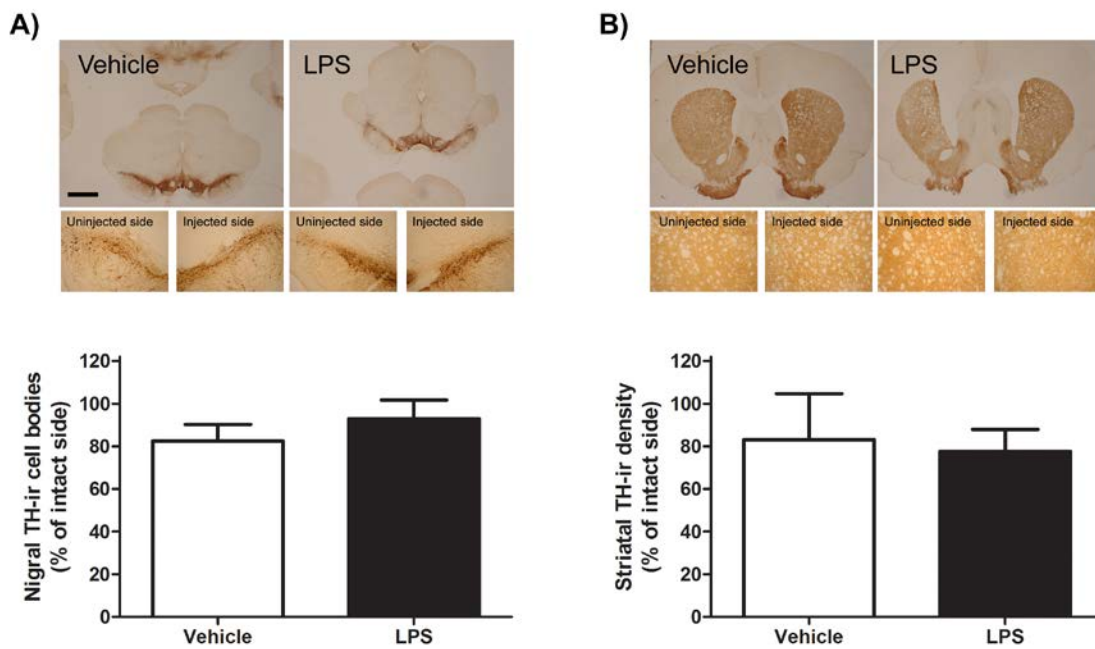 A)
Vehicle
LPS
Uninjected side
Injected side
Uninjected side
Injected side
Nigral TH-ir cell bodies
(% of intact side)
120
100
80
60
40
20
0
Vehicle
LPS
B)
Vehicle
LPS
Uninjected side
Injected side
Uninjected side
Injected side
Striatal TH-ir density
(% of intact side)
120
100
80
60
40
20
0
Vehicle
LPS